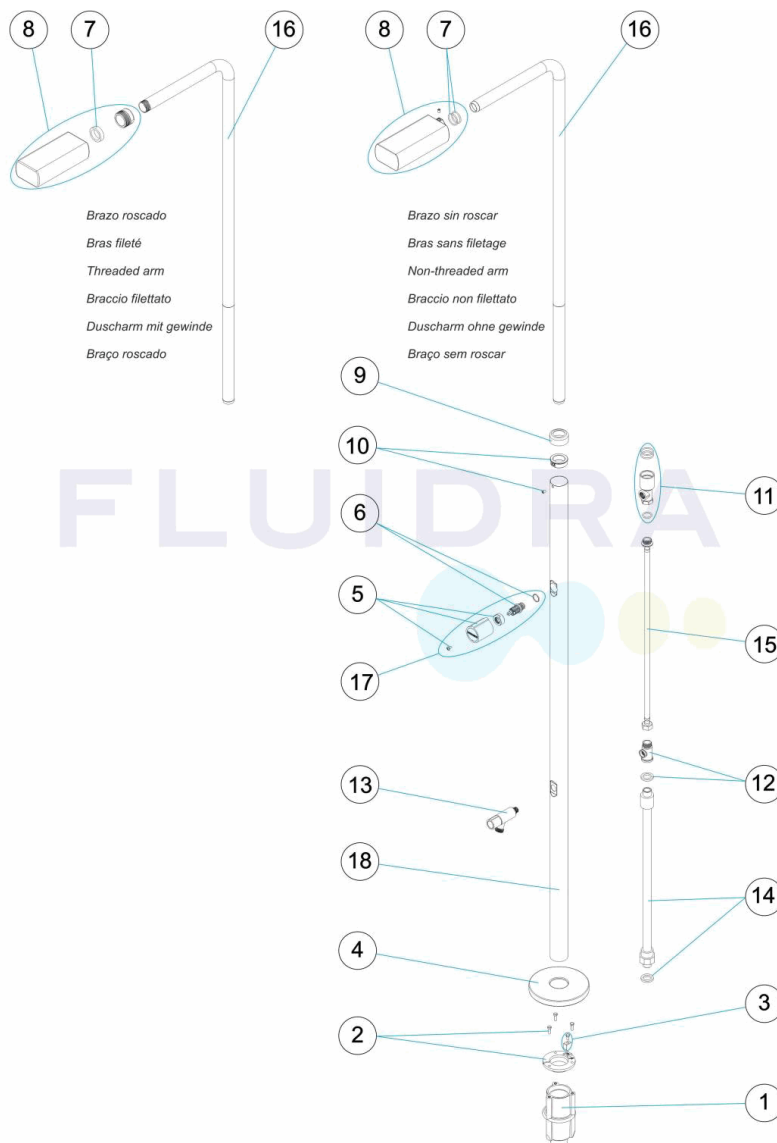 8
7
16
8
7
16
Brazo roscado
Bras fileté
Threaded arm
Braccio filettato
Duscharm mit gewinde
Braço roscado
Brazo sin roscar
Bras sans filetage
Non-threaded arm
Braccio non filettato
Duscharm ohne gewinde
Braço sem roscar
9
10
11
FLUIDRA
6
5
17
15
13
12
18
14
4
3
2
1